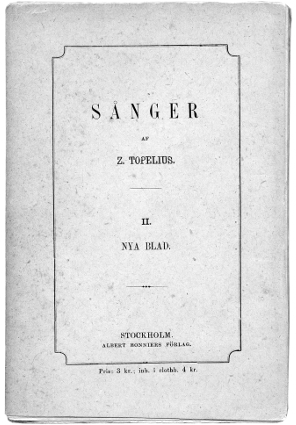 SÅNGER
AF
Z. TOPELIUS.
II.
NYA BLAD.
STOCKHOLM.
ALBERT BONNIERS FÖRLAG.
Pris: 3 kr.; inb. i clothb. 4 kr.